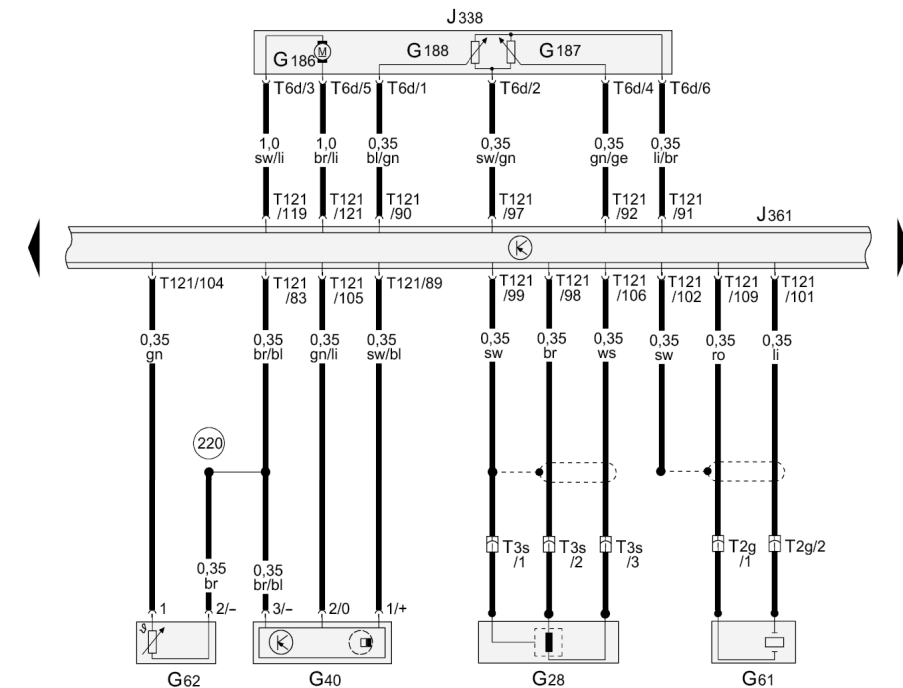 J338
G186 M G188 G187
T6d/3 T6d/5 T6d/1 T6d/2 T6d/4 T6d/6
1,0 1,0 0,35 0,35 0,35 0,35
sw/li br/li bl/gn sw/gn gn/ge li/br
T121 T121 T121 T121 T121 T121
/119 /121 /90 /97 /92 /91
J361
T121/104 T121 T121 T121/89 T121 T121 T121 T121 T121 T121
/83 /105 /99 /98 /106 /102 /109 /101
0,35 0,35 0,35 0,35 0,35 0,35 0,35 0,35 0,35 0,35
gn br/bl gn/li sw/bl sw br ws sw ro li
220
T3s T3s T3s T2g T2g/2
/1 /2 /3 /1
0,35 0,35
br br/bl
1 2/– 3/– 2/0 1/+
ϑ
G62 G40 G28 G61